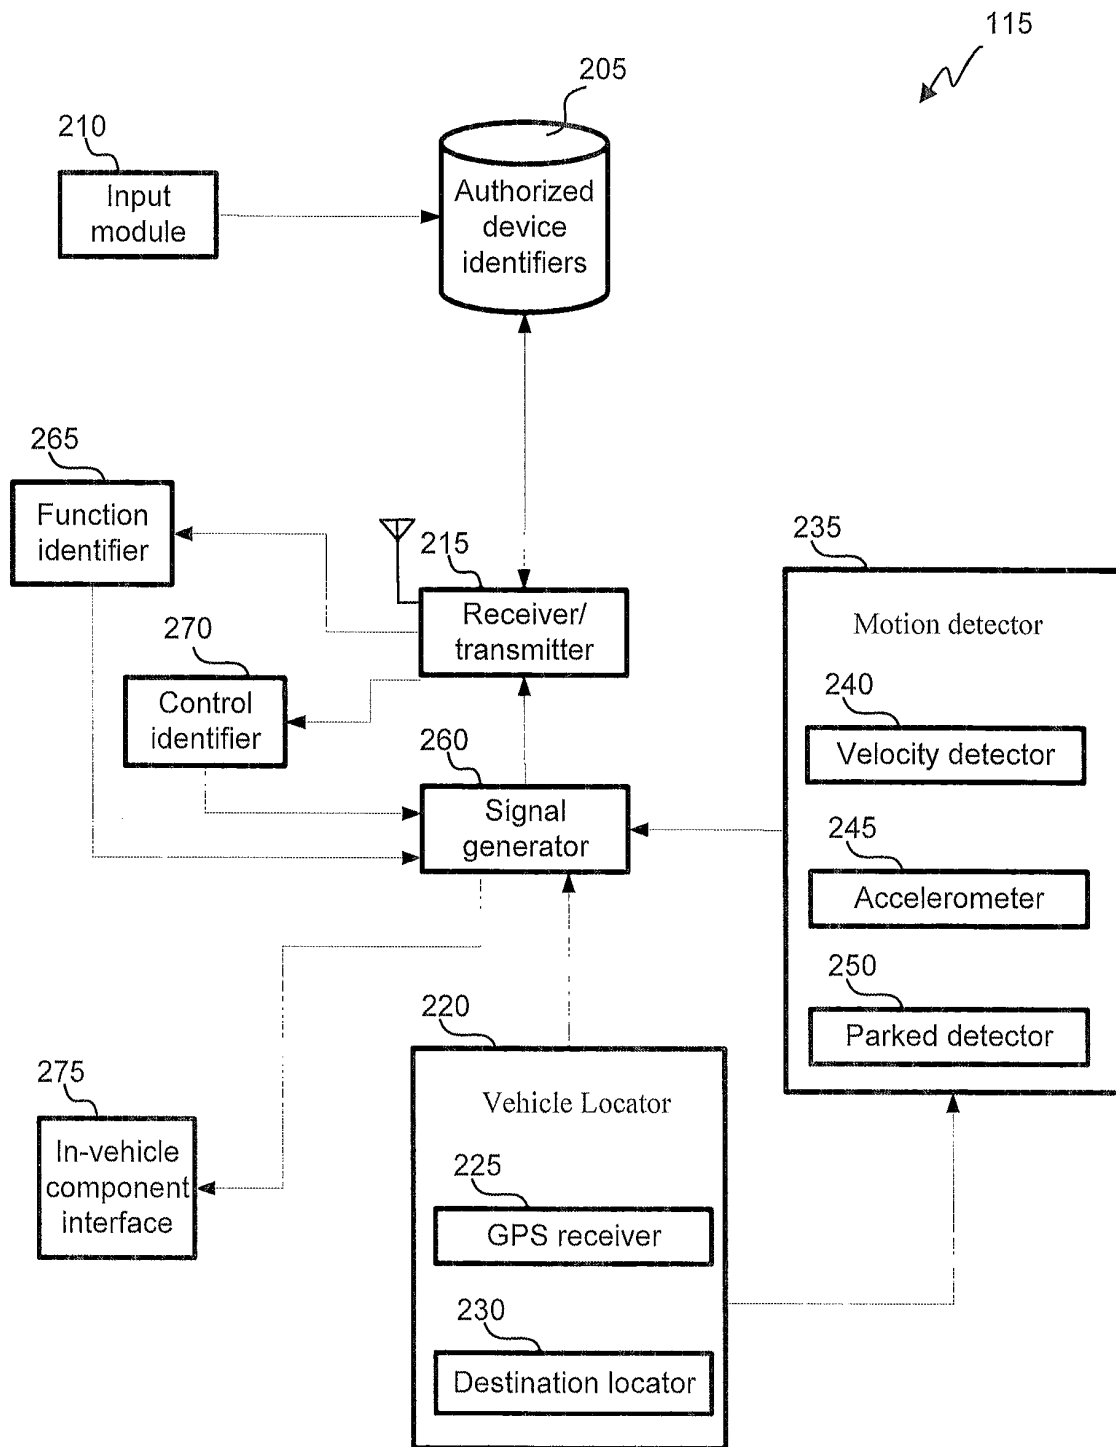 115
205
210
Input
module
Authorized
device
identifiers
265
Function
identifier
215
Receiver/
transmitter
235
Motion detector
270
Control
identifier
240
Velocity detector
260
Signal
generator
245
Accelerometer
250
Parked detector
220
Vehicle Locator
275
In-vehicle
component
interface
225
GPS receiver
230
Destination locator